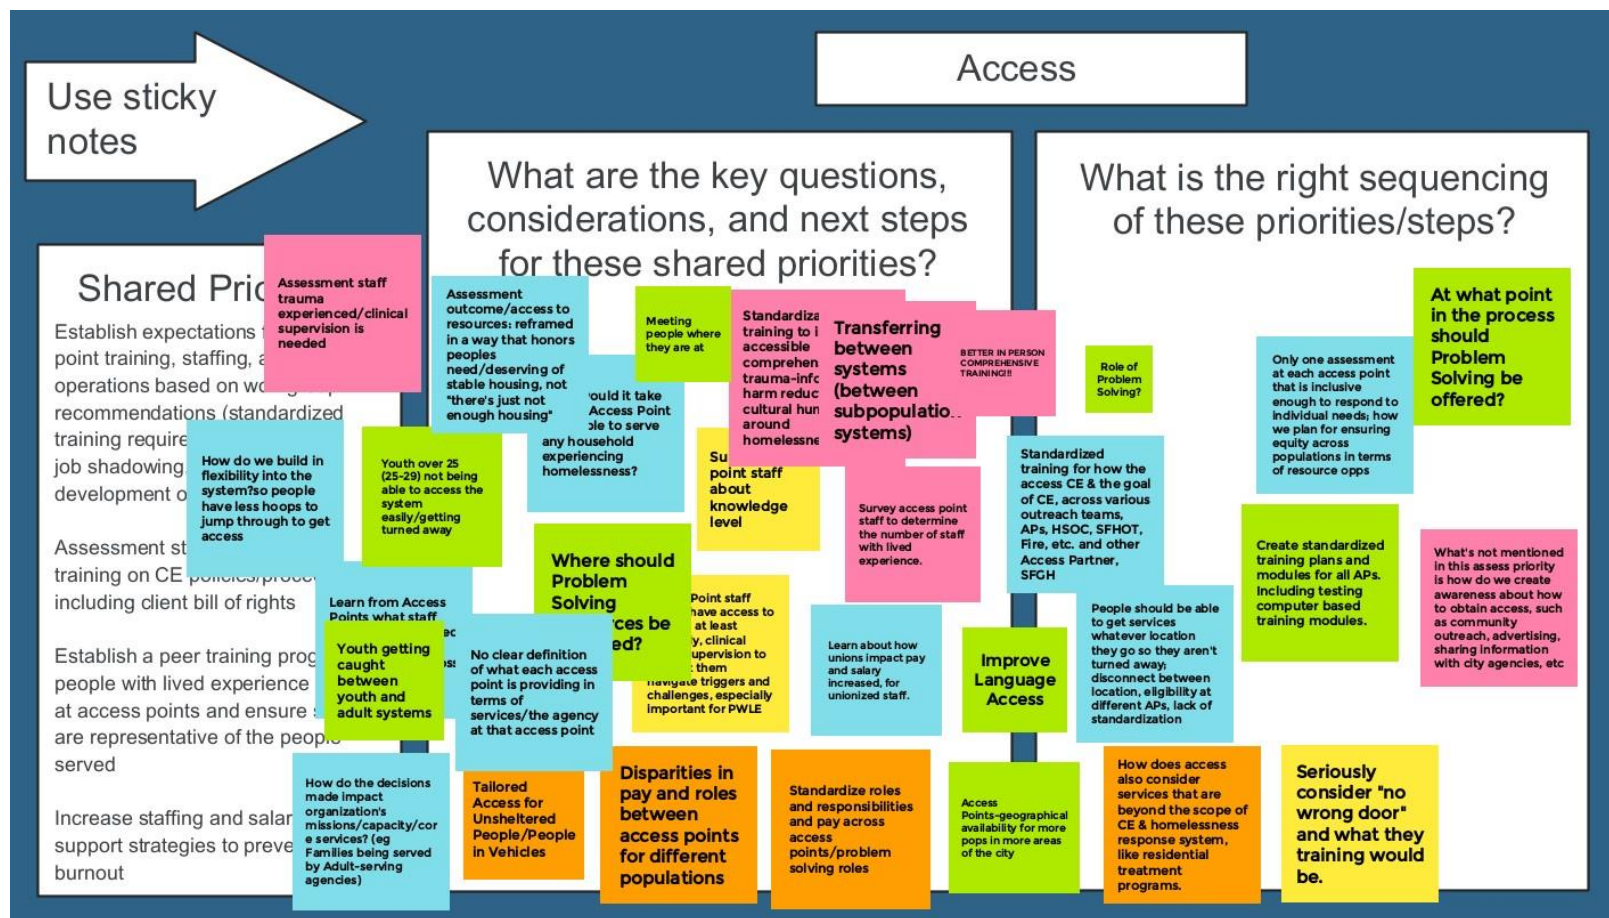 Use sticky
notes
Access
Shared Prio
Establish expectations
point training, staffing, a
operations based on wo
recommendations (standardized
training require
job shadowing
development o
Assessment st
training on CE policies/proce
including client bill of rights
Establish a peer training prog
people with lived experience
at access points and ensure
are representative of the people
served
Increase staffing and salar
support strategies to preve
burnout
What are the key questions,
considerations, and next steps
for these shared priorities?
What is the right sequencing
of these priorities/steps?
Assessment staff
trauma
experienced/clinical
supervision is
needed
Assessment
outcome/access to
resources: reframed
in a way that honors
peoples
need/deserving of
stable housing, not
"there's just not
enough housing"
ould it take
Access Point
ble to serve
any household
experiencing
homelessness?
Meeting
people where
they are at
Standardiza
training to i
accessible
comprehen
trauma-info
harm reduc
cultural hum
around
homelessne
Transferring
between
systems
(between
subpopulatio..
systems)
BETTER IN PERSON
COMPREHENSIVE
TRAINING!!!
Role of
Problem
Solving?
Only one assessment
at each access point
that is inclusive
enough to respond to
individual needs; how
we plan for ensuring
equity across
populations in terms
of resource opps
At what point
in the process
should
Problem
Solving be
offered?
How do we build in
flexibility into the
system?so people
have less hoops to
jump through to get
access
Youth over 25
(25-29) not being
able to access the
system
easily/getting
turned away
Su
point staff
about
knowledge
level
Survey access point
staff to determine
the number of staff
with lived
experience.
Standardized
training for how the
access CE & the goal
of CE, across various
outreach teams,
APs, HSOC, SFHOT,
Fire, etc. and other
Access Partner,
SFGH
Create standardized
training plans and
modules for all APs.
Including testing
computer based
training modules.
What's not mentioned
in this assess priority
is how do we create
awareness about how
to obtain access, such
as community
outreach, advertising,
sharing information
with city agencies, etc
Where should
Problem
Solving
ces be
ed?
Learn from Access
Points what staff
Youth getting
caught
between
youth and
adult systems
No clear definition
of what each access
point is providing in
terms of
services/the agency
at that access point
Point staff
have access to
at least
y, clinical
upervision to
t them
navigate triggers and
challenges, especially
important for PWLE
Learn about how
unions impact pay
and salary
increased, for
unionized staff.
Improve
Language
Access
People should be able
to get services
whatever location
they go so they aren't
turned away;
disconnect between
location, eligibility at
different APs, lack of
standardization
How do the decisions
made impact
organization's
missions/capacity/cor
e services? (eg
Families being served
by Adult-serving
agencies)
Tailored
Access for
Unsheltered
People/People
in Vehicles
Disparities in
pay and roles
between
access points
for different
populations
Standardize roles
and responsibilities
and pay across
access
points/problem
solving roles
Access
Points-geographical
availability for more
pops in more areas
of the city
How does access
also consider
services that are
beyond the scope of
CE & homelessness
response system,
like residential
treatment
programs.
Seriously
consider "no
wrong door"
and what they
training would
be.